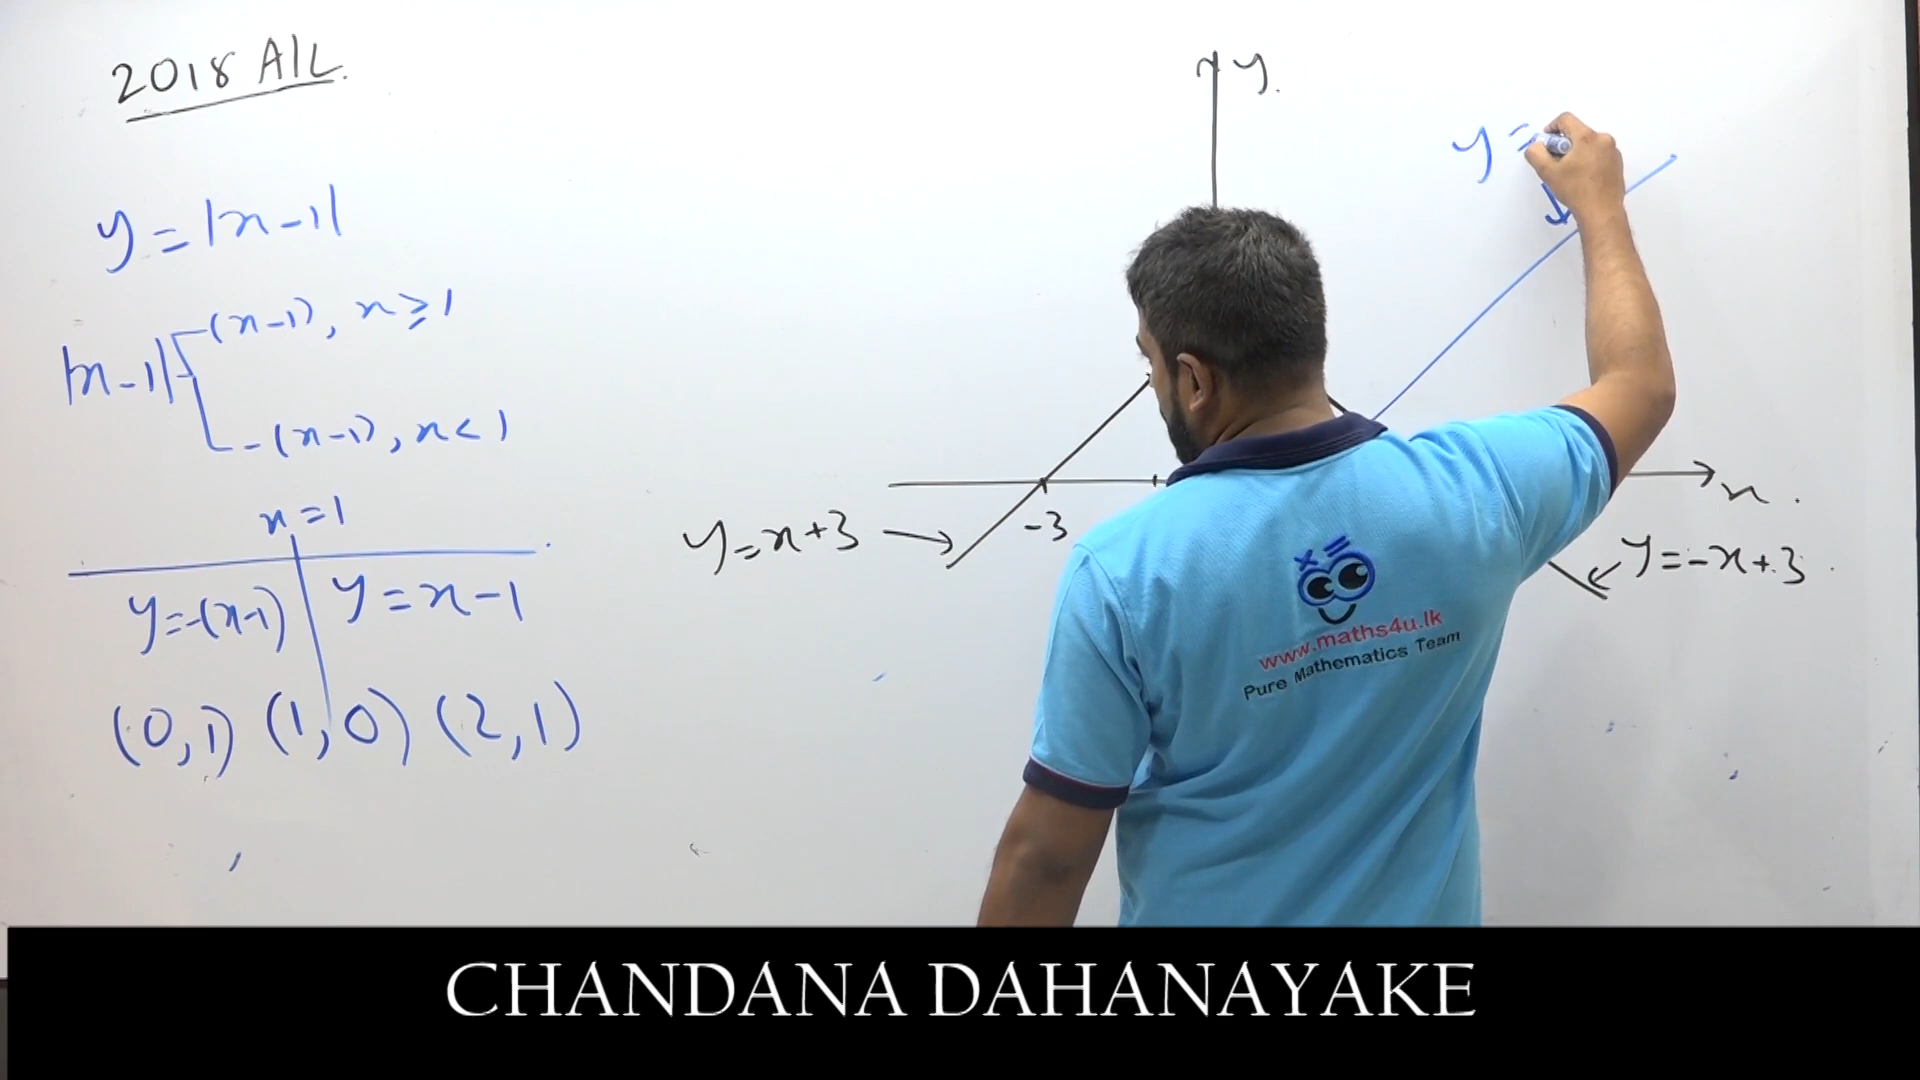 2018 A/L.
y = |x-1|
|x-1| (x-1), x ≥ 1
-(x-1), x < 1
x = 1
y=-(x-1) y = x-1
(0,1) (1,0) (2,1)
y.
y =
-3
x.
y=x+3
y=-x+3
www.maths4u.lk
Pure Mathematics Team
CHANDANA DAHANAYAKE